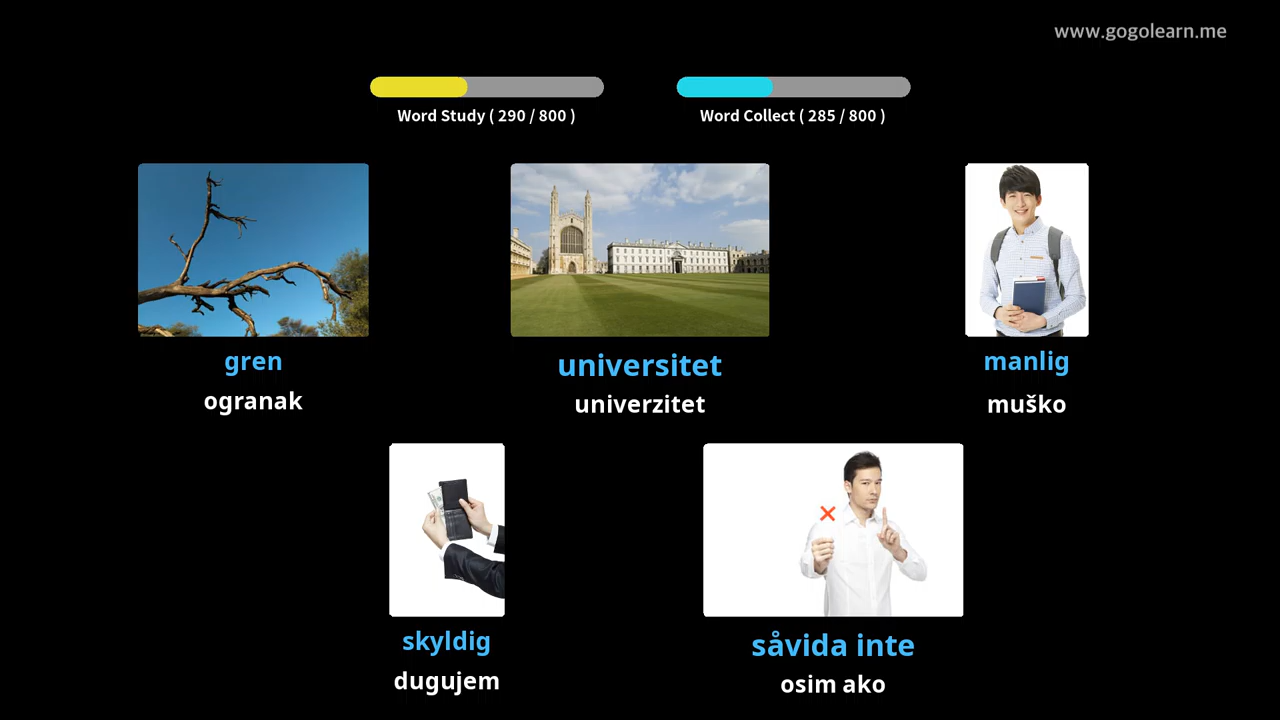 www.gogolearn.me
Word Study ( 290 / 800 )
Word Collect ( 285 / 800 )
gren
ogranak
universitet
univerzitet
manlig
muško
skyldig
dugujem
såvida inte
osim ako